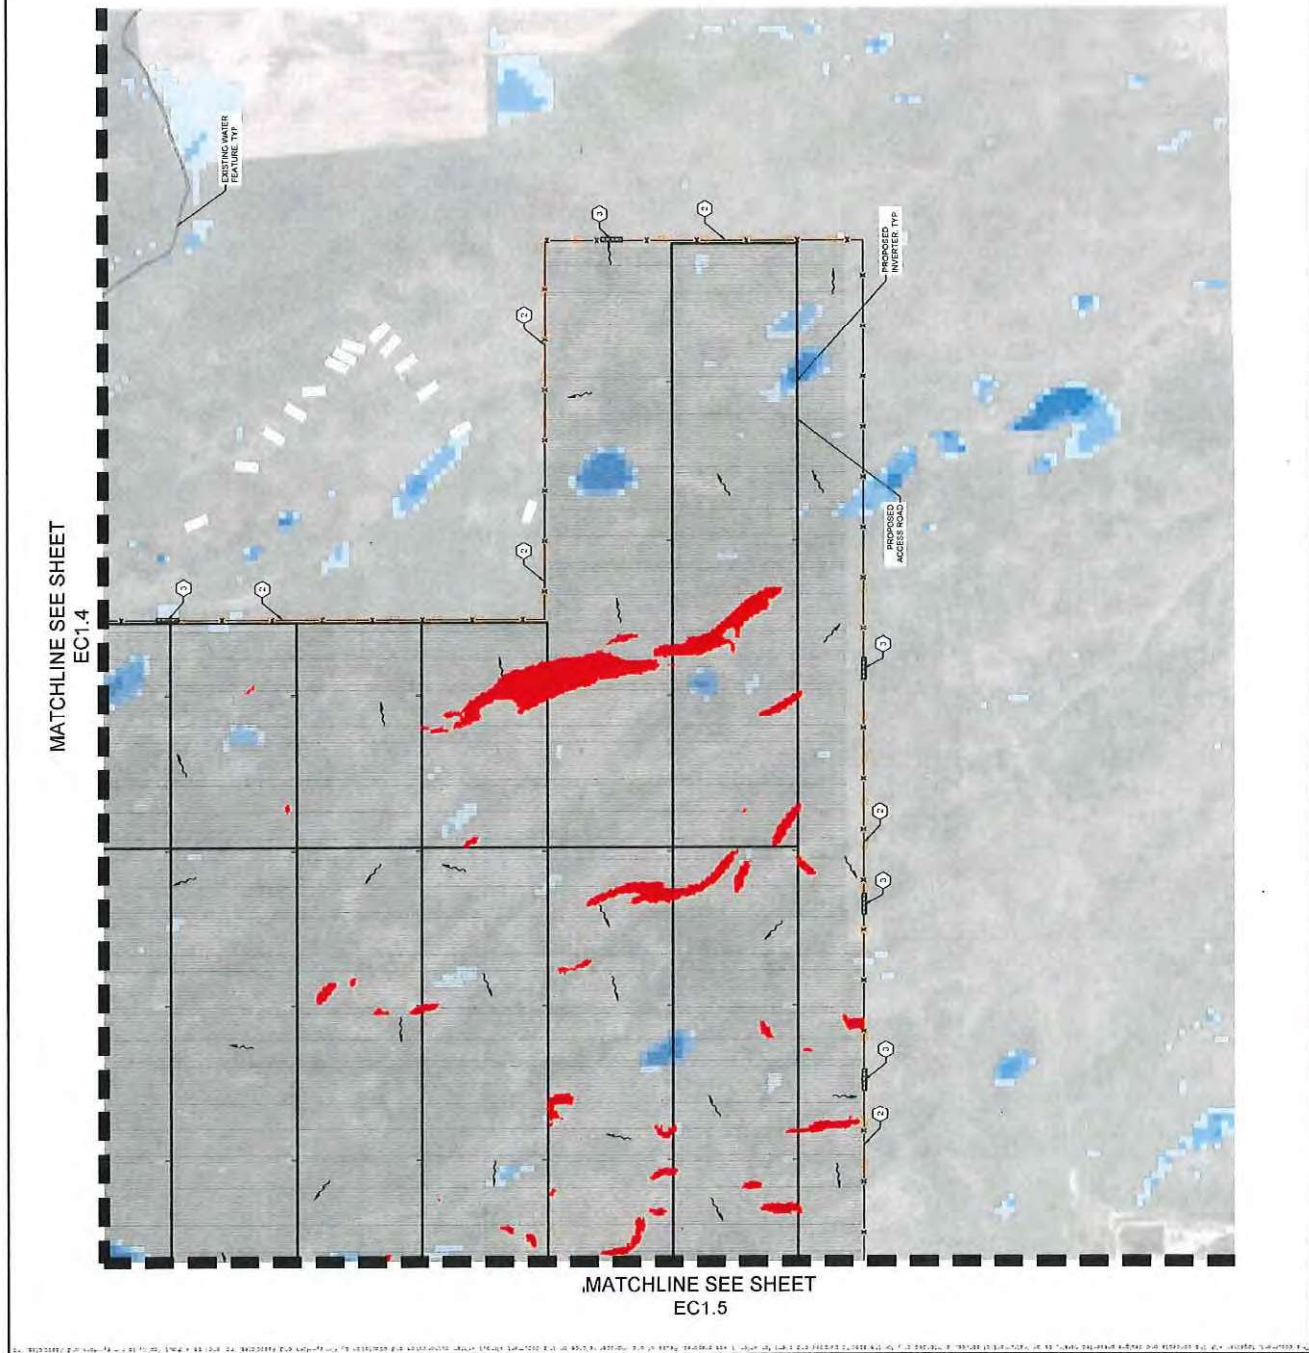 EXISTING WATER
FEATURE, TYP
3
2
PROPOSED
INVERTER, TYP.
2
PROPOSED
ACCESS ROAD
2
3
2
MATCHLINE SEE SHEET
EC1.4
3
2
3
3
2
MATCHLINE SEE SHEET
EC1.5